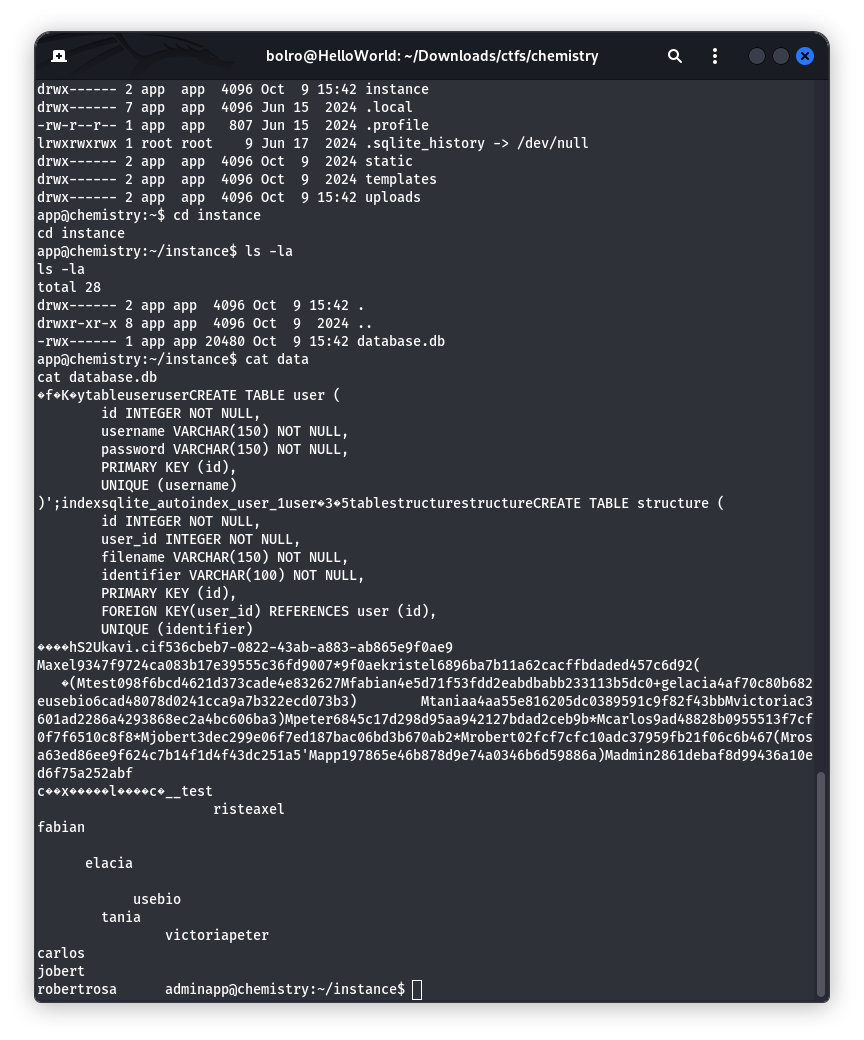 bolro@HelloWorld: ~/Downloads/ctfs/chemistry
drwx------ 2 app  app  4096 Oct  9 15:42 instance
drwx------ 7 app  app  4096 Jun 15  2024 .local
-rw-r--r-- 1 app  app   807 Jun 15  2024 .profile
lrwxrwxrwx 1 root root    9 Jun 17  2024 .sqlite_history -> /dev/null
drwx------ 2 app  app  4096 Oct  9  2024 static
drwx------ 2 app  app  4096 Oct  9  2024 templates
drwx------ 2 app  app  4096 Oct  9 15:42 uploads
app@chemistry:~$ cd instance
cd instance
app@chemistry:~/instance$ ls -la
ls -la
total 28
drwx------ 2 app app  4096 Oct  9 15:42 .
drwxr-xr-x 8 app app  4096 Oct  9  2024 ..
-rwx------ 1 app app 20480 Oct  9 15:42 database.db
app@chemistry:~/instance$ cat data
cat database.db
�f�K�ytableuseruserCREATE TABLE user (
        id INTEGER NOT NULL,
        username VARCHAR(150) NOT NULL,
        password VARCHAR(150) NOT NULL,
        PRIMARY KEY (id),
        UNIQUE (username)
)';indexsqlite_autoindex_user_1user�3�5tablestructurestructureCREATE TABLE structure (
        id INTEGER NOT NULL,
        user_id INTEGER NOT NULL,
        filename VARCHAR(150) NOT NULL,
        identifier VARCHAR(100) NOT NULL,
        PRIMARY KEY (id),
        FOREIGN KEY(user_id) REFERENCES user (id),
        UNIQUE (identifier)
����hS2Ukavi.cif536cbeb7-0822-43ab-a883-ab865e9f0ae9
Maxel9347f9724ca083b17e39555c36fd9007*9f0aekristel6896ba7b11a62cacffbdaded457c6d92(
   �(Mtest098f6bcd4621d373cade4e832627Mfabian4e5d71f53fdd2eabdbabb233113b5dc0+gelacia4af70c80b682
eusebio6cad48078d0241cca9a7b322ecd073b3)        Mtaniaa4aa55e816205dc0389591c9f82f43bbMvictoriac3
601ad2286a4293868ec2a4bc606ba3)Mpeter6845c17d298d95aa942127bdad2ceb9b*Mcarlos9ad48828b0955513f7cf
0f7f6510c8f8*Mjobert3dec299e06f7ed187bac06bd3b670ab2*Mrobert02fcf7cfc10adc37959fb21f06c6b467(Mros
a63ed86ee9f624c7b14f1d4f43dc251a5'Mapp197865e46b878d9e74a0346b6d59886a)Madmin2861debaf8d99436a10e
d6f75a252abf
c��x�����l����c�__test
                      risteaxel
fabian
      elacia
            usebio
        tania
                victoriapeter
carlos
jobert
robertrosa      adminapp@chemistry:~/instance$